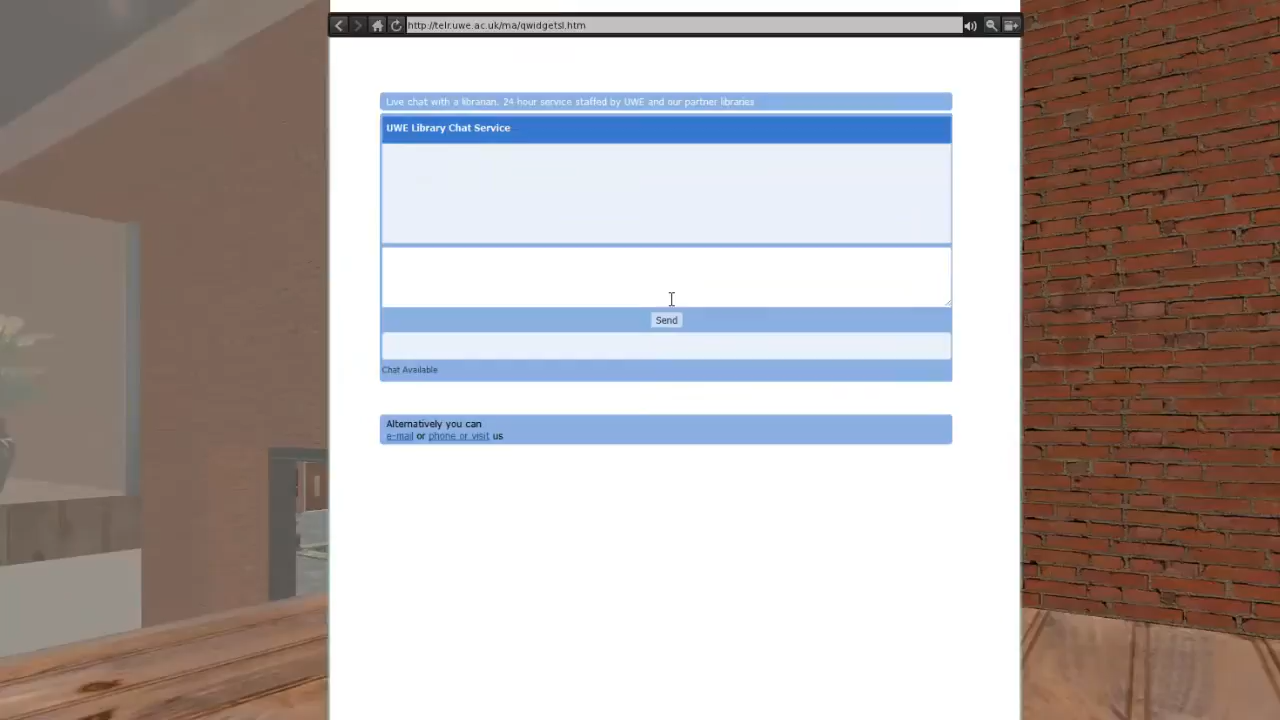 http://telr.uwe.ac.uk/ma/qwidgetsl.htm
Live chat with a librarian. 24 hour service staffed by UWE and our partner libraries
UWE Library Chat Service
Send
Chat Available
Alternatively you can
e-mail or phone or visit us